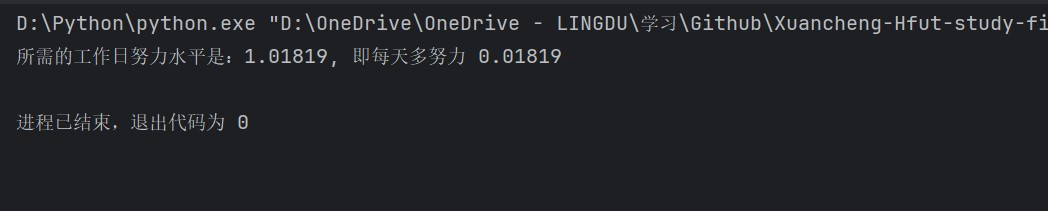 D:\Python\python.exe "D:\OneDrive\OneDrive - LINGDU\学习\Github\Xuancheng-Hfut-study-fi
所需的工作日努力水平是：1.01819, 即每天多努力 0.01819
进程已结束，退出代码为 0